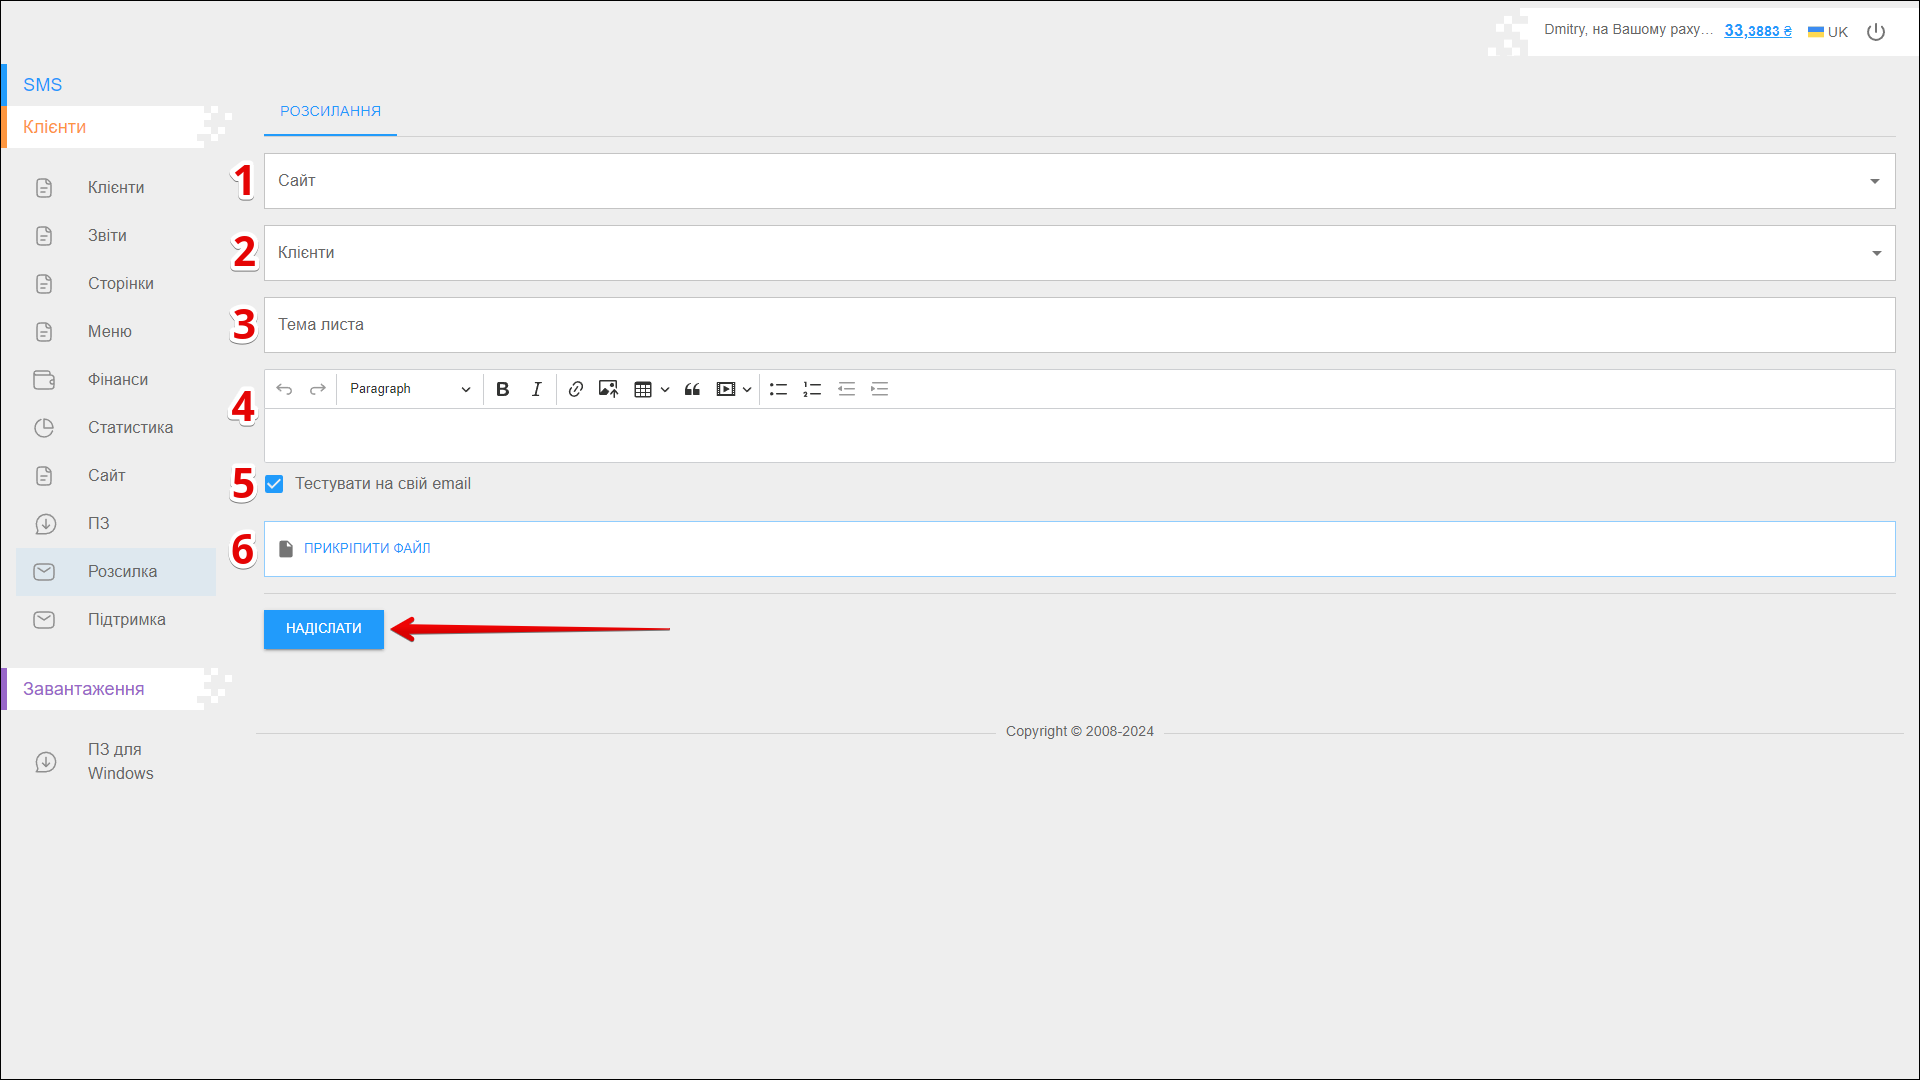 Dmitry, на Вашому раху...
33,3883 ₴
UK
SMS
Клієнти
Клієнти
Звіти
Сторінки
Меню
Фінанси
Статистика
Сайт
ПЗ
Розсилка
Підтримка
Завантаження
ПЗ для
Windows
РОЗСИЛАННЯ
1
Сайт
2
Клієнти
3
Тема листа
4
Paragraph
5
Тестувати на свій email
6
ПРИКРІПИТИ ФАЙЛ
НАДІСЛАТИ
Copyright © 2008-2024